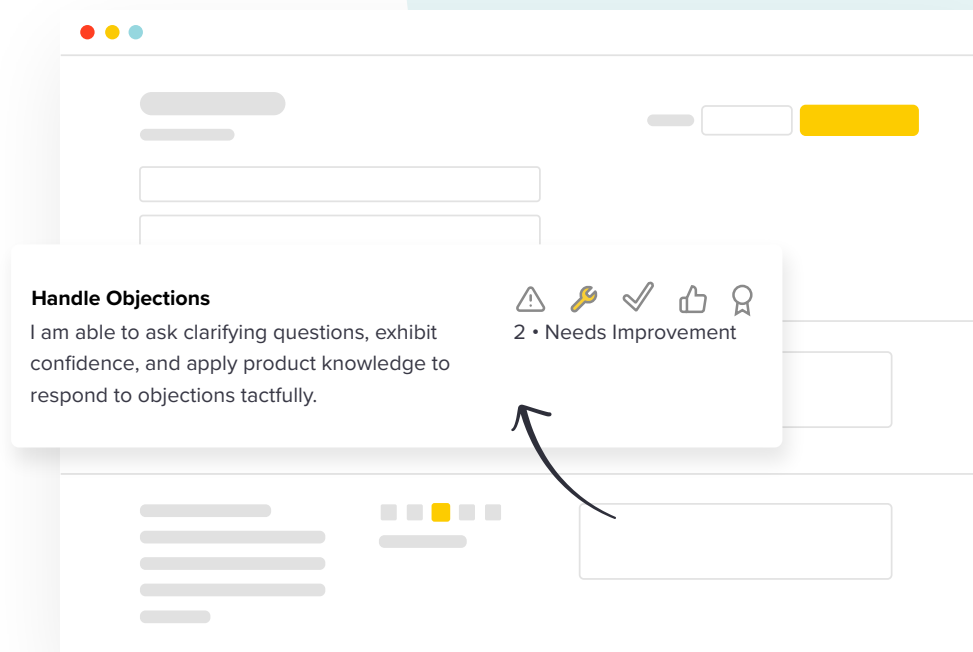 Handle Objections
I am able to ask clarifying questions, exhibit
confidence, and apply product knowledge to
respond to objections tactfully.
2 • Needs Improvement